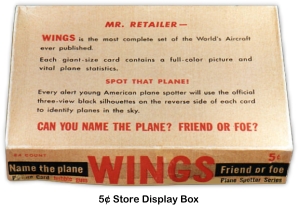 MR. RETAILER—
WINGS is the most complete set of the World's Aircraft
ever published.
Each giant-size card contains a full-color picture and
vital plane statistics.
SPOT THAT PLANE!
Every alert young American plane spotter will use the official
three-view black silhouettes on the reverse side of each card
to identify planes in the sky.
CAN YOU NAME THE PLANE? FRIEND OR FOE?
COUNT
5¢
Name the plane
WINGS
Friend or foe
Card
Plane Spotter Series
5¢ Store Display Box